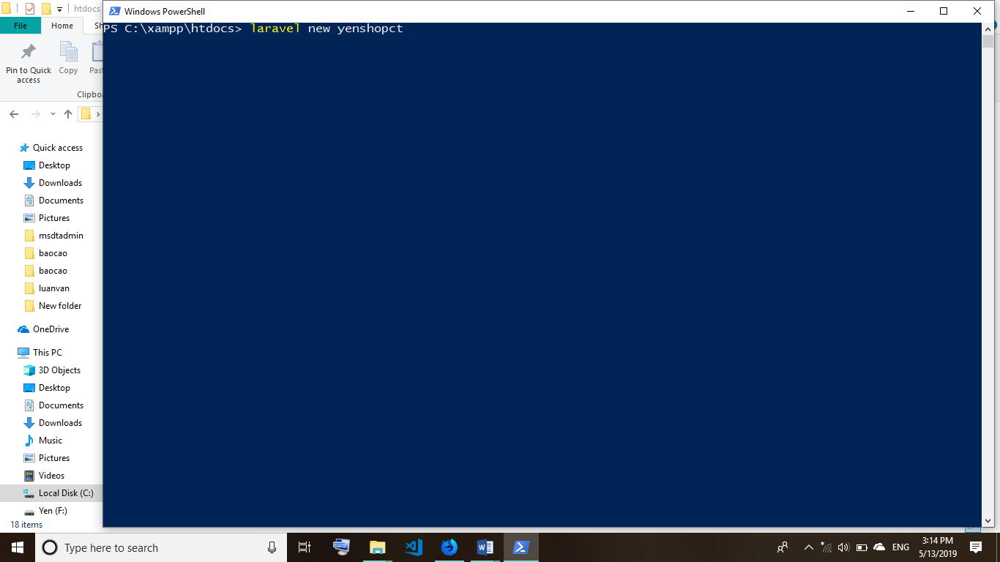 htdocs
Windows PowerShell
File
Home
Sh
PS C:\xampp\htdocs> laravel new yenshopct
Pin to Quick
access
Copy
Past
Clipboa
Quick access
Desktop
Downloads
Documents
Pictures
msdtadmin
baocao
baocao
luanvan
New folder
OneDrive
This PC
3D Objects
Desktop
Documents
Downloads
Music
Pictures
Videos
Local Disk (C:)
Yen (F:)
18 items
Type here to search
ENG
3:14 PM
5/13/2019